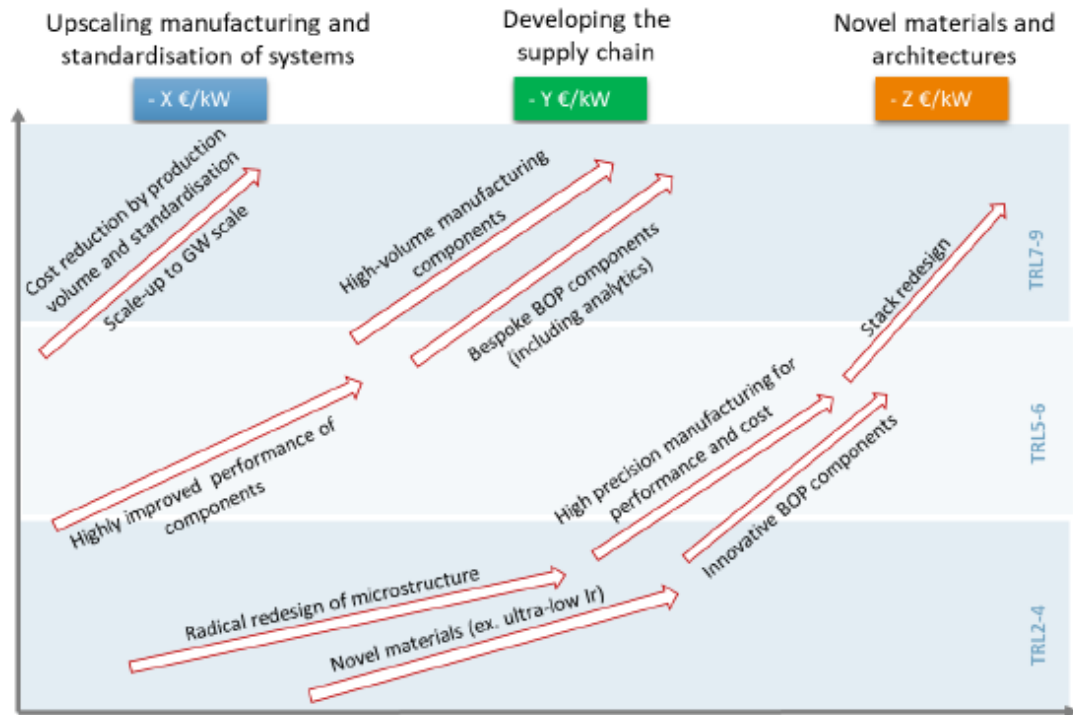 Upscaling manufacturing and
standardisation of systems
- X €/kW
Developing the
supply chain
- Y €/kW
Novel materials and
architectures
- Z €/kW
Cost reduction by production
volume and standardisation
Scale-up to GW scale
High-volume manufacturing
components
Bespoke BOP components
(including analytics)
Stack redesign
TRL7-9
Highly improved performance of
components
High precision manufacturing for
performance and cost
Innovative BOP components
TRL5-6
Radical redesign of microstructure
Novel materials (ex. ultra-low Ir)
TRL2-4